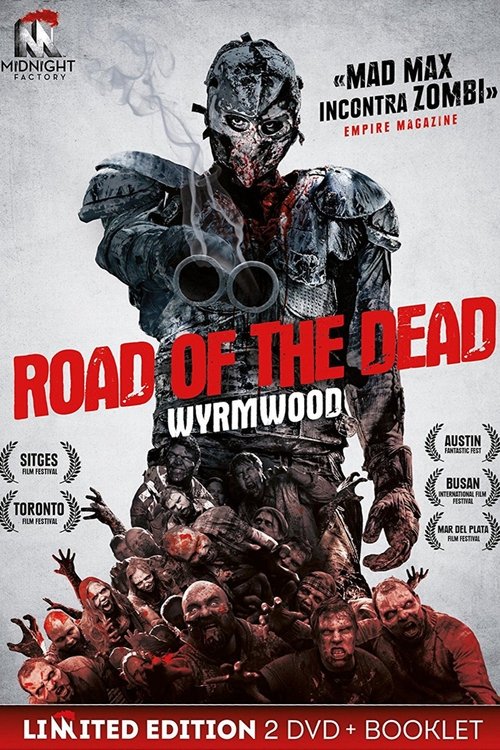 MIDNIGHT
FACTORY
«MAD MAX
INCONTRA ZOMBI»
EMPIRE MAGAZINE
ROAD OF THE DEAD
WYRMWOOD
SITGES
FILM FESTIVAL
TORONTO
FILM FESTIVAL
AUSTIN
FANTASTIC FEST
BUSAN
INTERNATIONAL FILM
FESTIVAL
MAR DEL PLATA
FILM FESTIVAL
LIMITED EDITION 2 DVD + BOOKLET